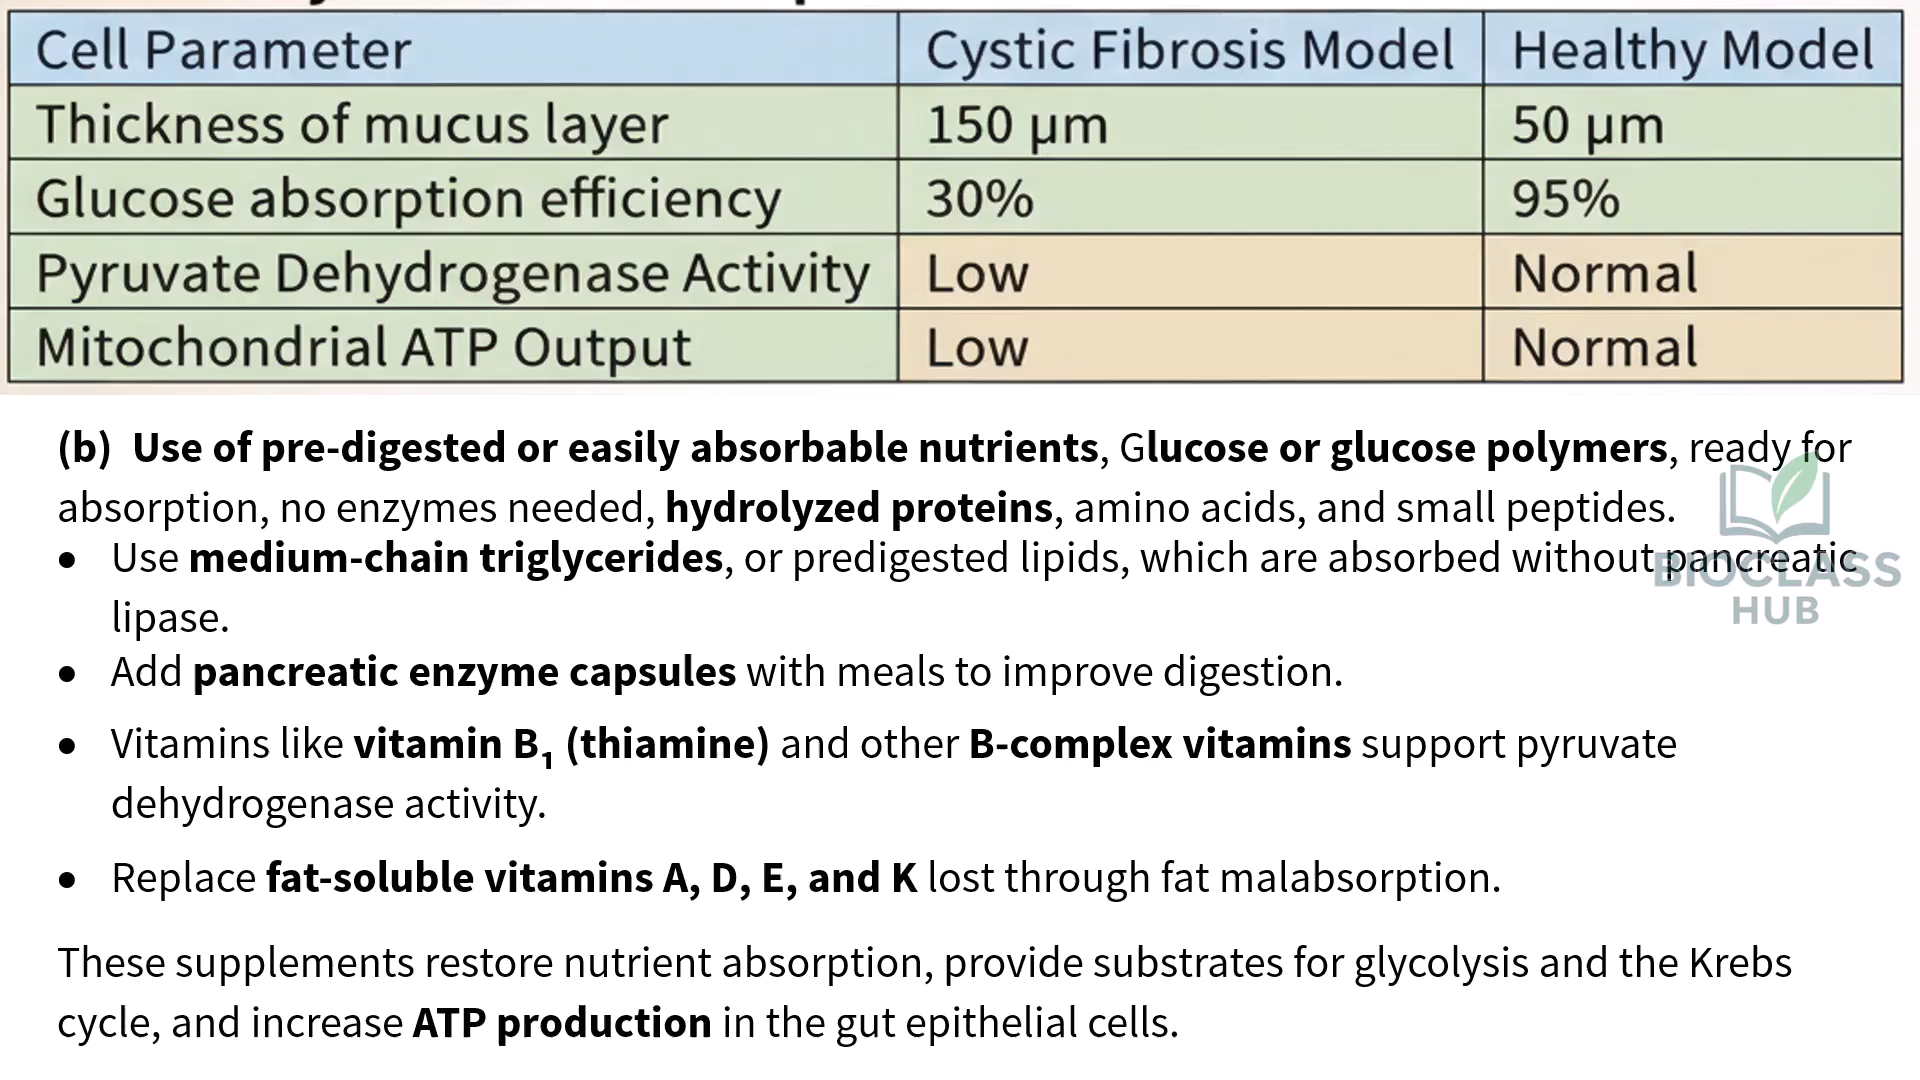 Cell Parameter Cystic Fibrosis Model Healthy Model
Thickness of mucus layer 150 µm 50 µm
Glucose absorption efficiency 30% 95%
Pyruvate Dehydrogenase Activity Low Normal
Mitochondrial ATP Output Low Normal
(b) Use of pre-digested or easily absorbable nutrients, Glucose or glucose polymers, ready for
absorption, no enzymes needed, hydrolyzed proteins, amino acids, and small peptides.
• Use medium-chain triglycerides, or predigested lipids, which are absorbed without pancreatic
lipase.
BIOCLASS
HUB
• Add pancreatic enzyme capsules with meals to improve digestion.
• Vitamins like vitamin B₁ (thiamine) and other B-complex vitamins support pyruvate
dehydrogenase activity.
• Replace fat-soluble vitamins A, D, E, and K lost through fat malabsorption.
These supplements restore nutrient absorption, provide substrates for glycolysis and the Krebs
cycle, and increase ATP production in the gut epithelial cells.